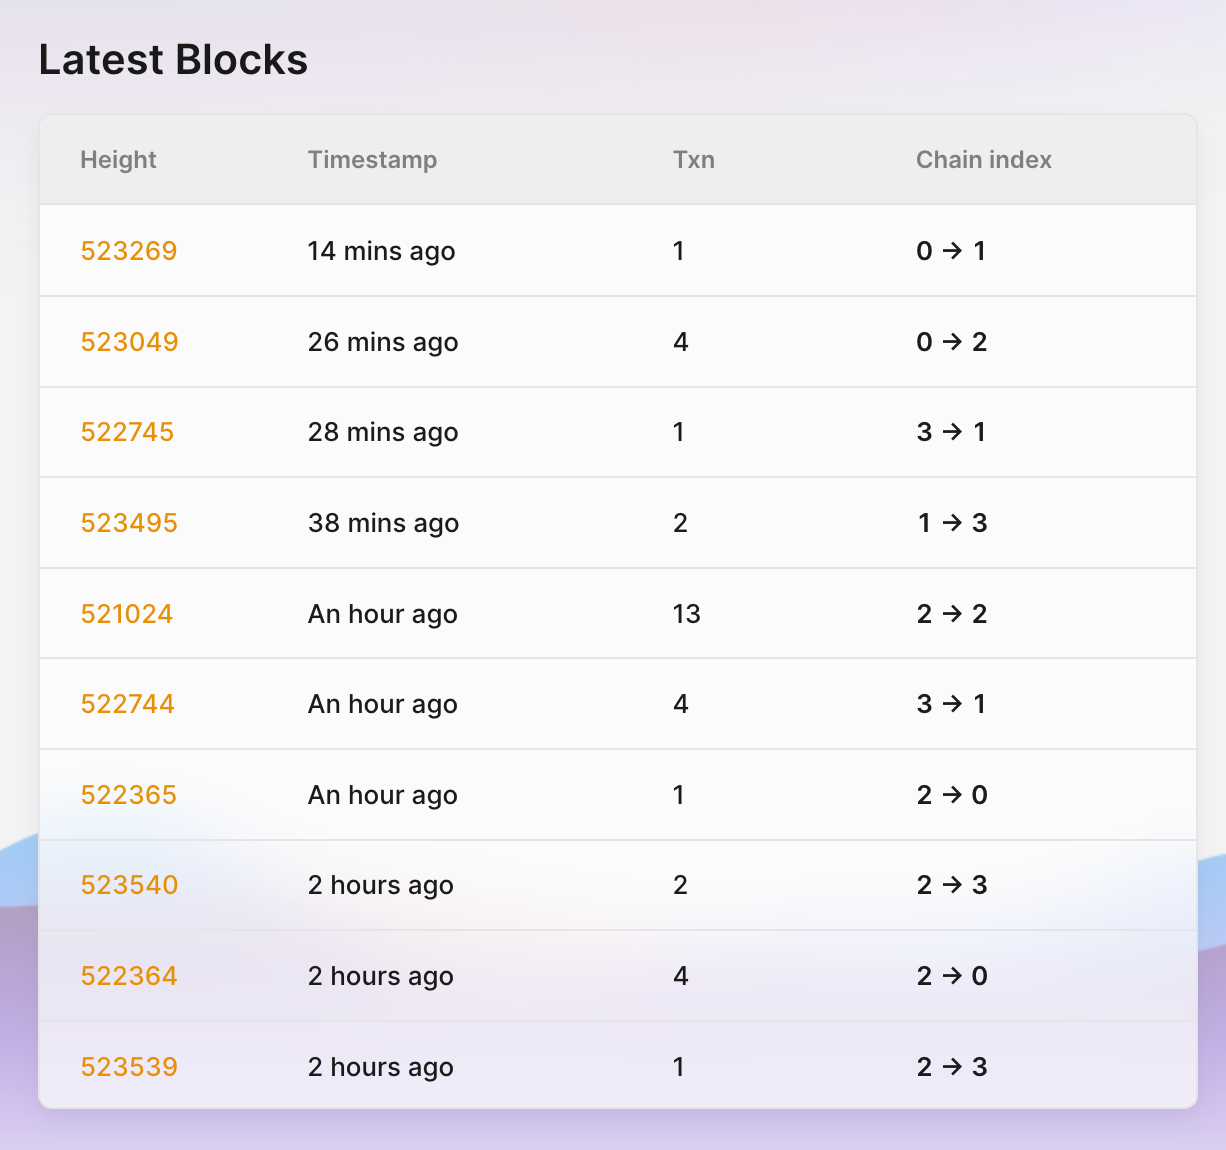 Latest Blocks
Height Timestamp Txn Chain index
523269 14 mins ago 1 0 → 1
523049 26 mins ago 4 0 → 2
522745 28 mins ago 1 3 → 1
523495 38 mins ago 2 1 → 3
521024 An hour ago 13 2 → 2
522744 An hour ago 4 3 → 1
522365 An hour ago 1 2 → 0
523540 2 hours ago 2 2 → 3
522364 2 hours ago 4 2 → 0
523539 2 hours ago 1 2 → 3